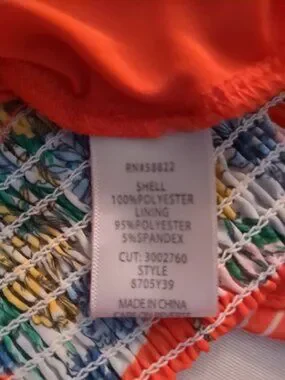 RN#58822
SHELL
100%POLYESTER
LINING
95%POLYESTER
5%SPANDEX
CUT: 3002760
STYLE
8705Y39
MADE IN CHINA